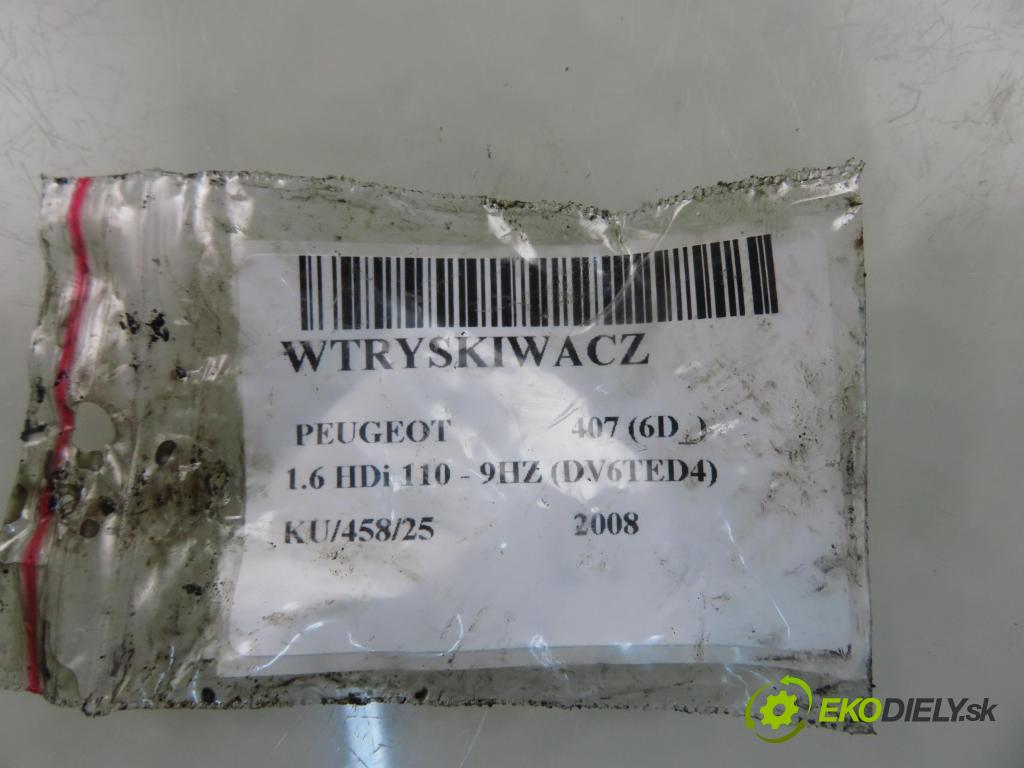 WTRYSKIWACZ
PEUGEOT 407 (6D_)
1.6 HDi 110 - 9HZ (DV6TED4)
KU/458/25 2008
EKODIELY.sk